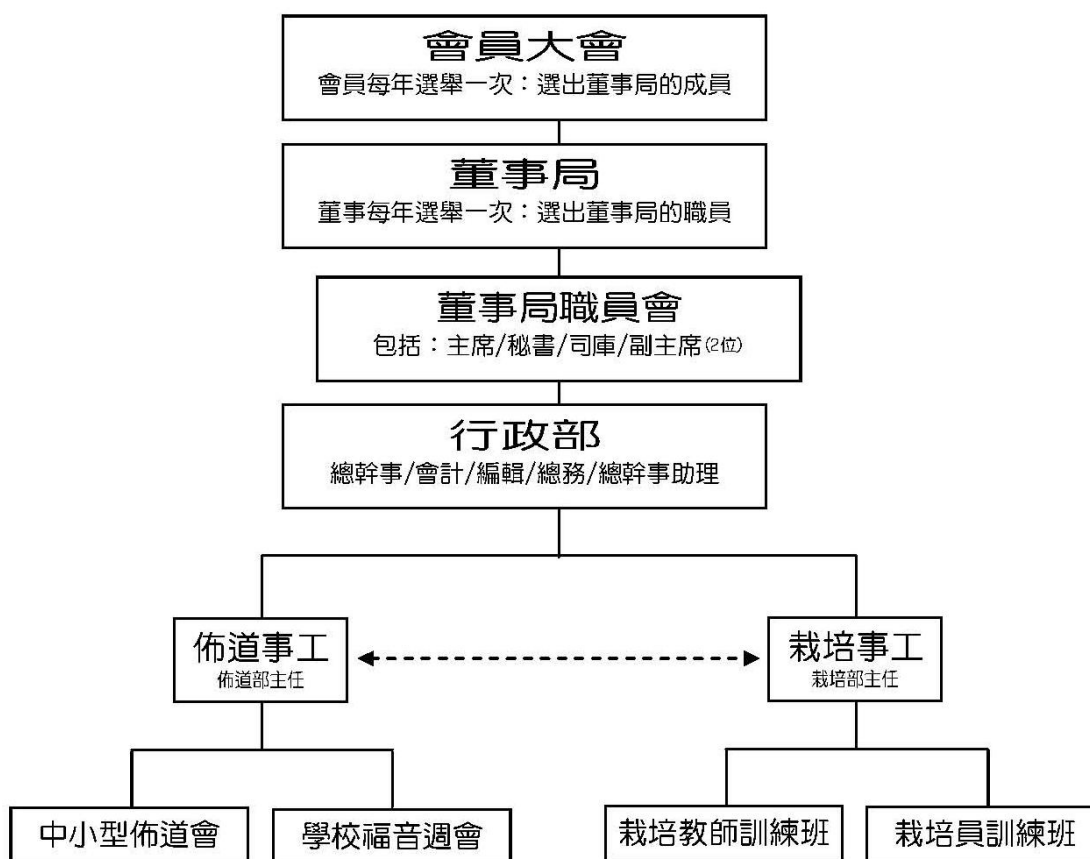 會員大會
會員每年選舉一次：選出董事局的成員
董事局
董事每年選舉一次：選出董事局的職員
董事局職員會
包括：主席/秘書/司庫/副主席(2位)
行政部
總幹事/會計/編輯/總務/總幹事助理
佈道事工
佈道部主任
栽培事工
栽培部主任
中小型佈道會
學校福音週會
栽培教師訓練班
栽培員訓練班